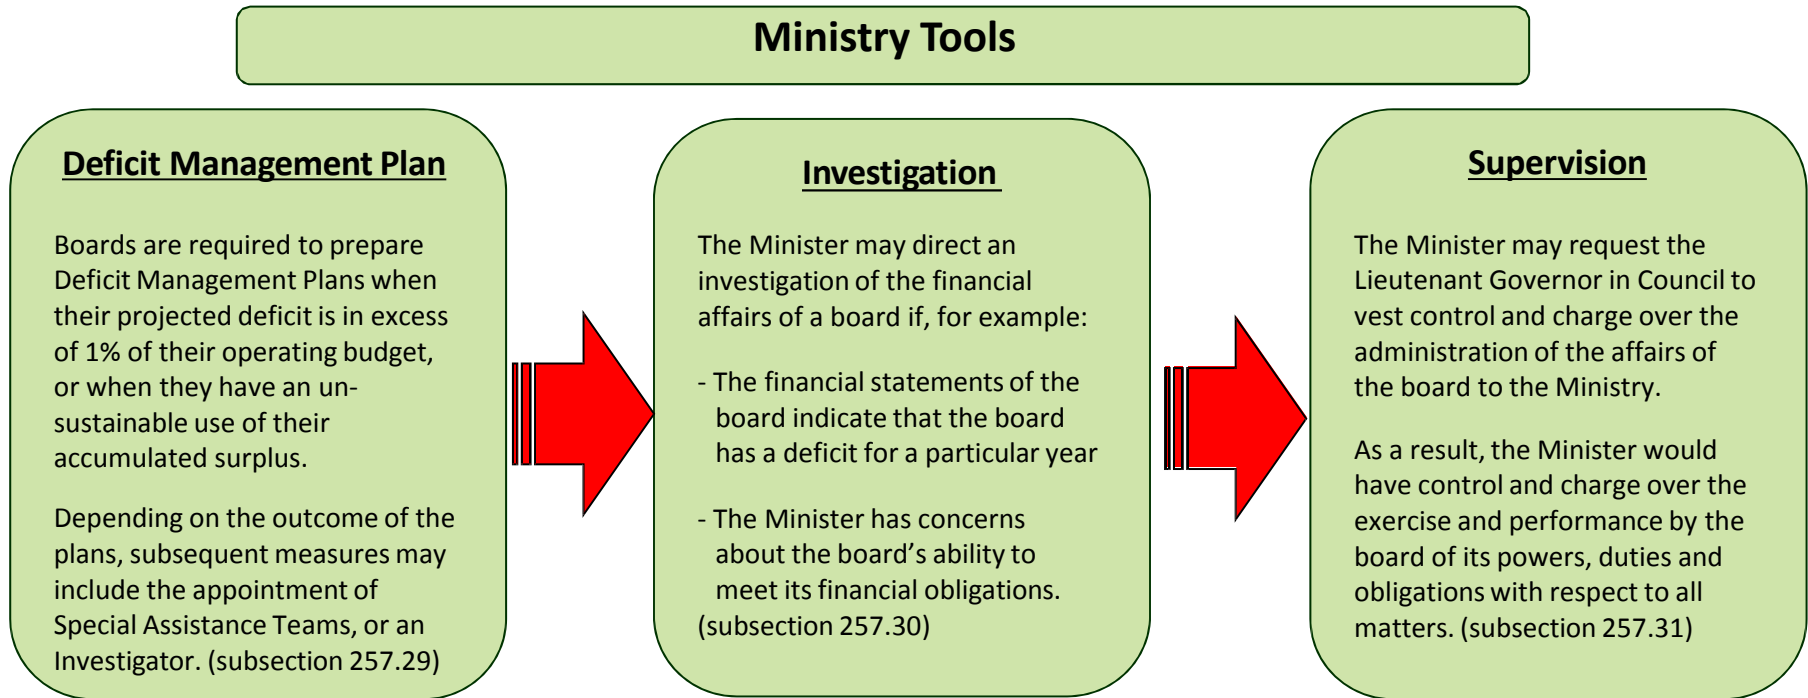 Ministry Tools
Deficit Management Plan
Boards are required to prepare
Deficit Management Plans when
their projected deficit is in excess
of 1% of their operating budget,
or when they have an un-
sustainable use of their
accumulated surplus.
Depending on the outcome of the
plans, subsequent measures may
include the appointment of
Special Assistance Teams, or an
Investigator. (subsection 257.29)
Investigation
The Minister may direct an
investigation of the financial
affairs of a board if, for example:
- The financial statements of the
board indicate that the board
has a deficit for a particular year
- The Minister has concerns
about the board’s ability to
meet its financial obligations.
(subsection 257.30)
Supervision
The Minister may request the
Lieutenant Governor in Council to
vest control and charge over the
administration of the affairs of
the board to the Ministry.
As a result, the Minister would
have control and charge over the
exercise and performance by the
board of its powers, duties and
obligations with respect to all
matters. (subsection 257.31)